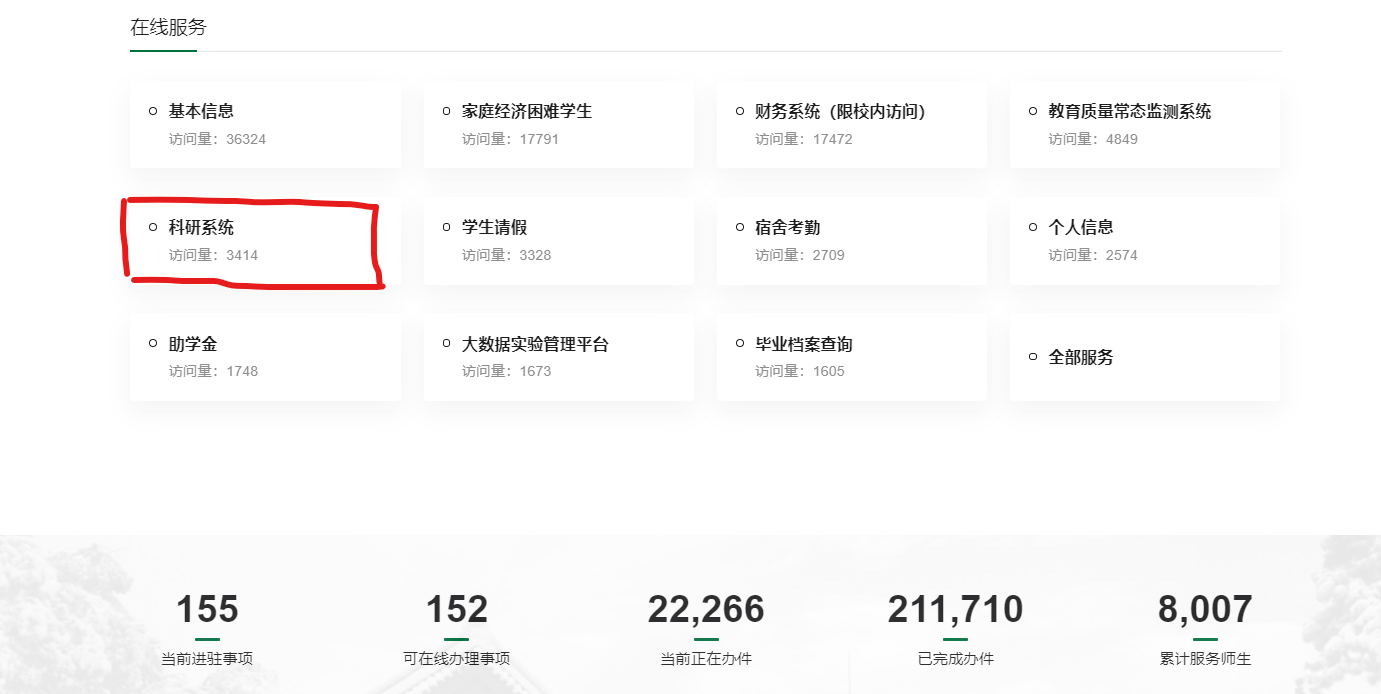 在线服务
基本信息
访问量：36324
家庭经济困难学生
访问量：17791
财务系统（限校内访问）
访问量：17472
教育质量常态监测系统
访问量：4849
科研系统
访问量：3414
学生请假
访问量：3328
宿舍考勤
访问量：2709
个人信息
访问量：2574
助学金
访问量：1748
大数据实验管理平台
访问量：1673
毕业档案查询
访问量：1605
全部服务
155
当前进驻事项
152
可在线办理事项
22,266
当前正在办件
211,710
已完成办件
8,007
累计服务师生